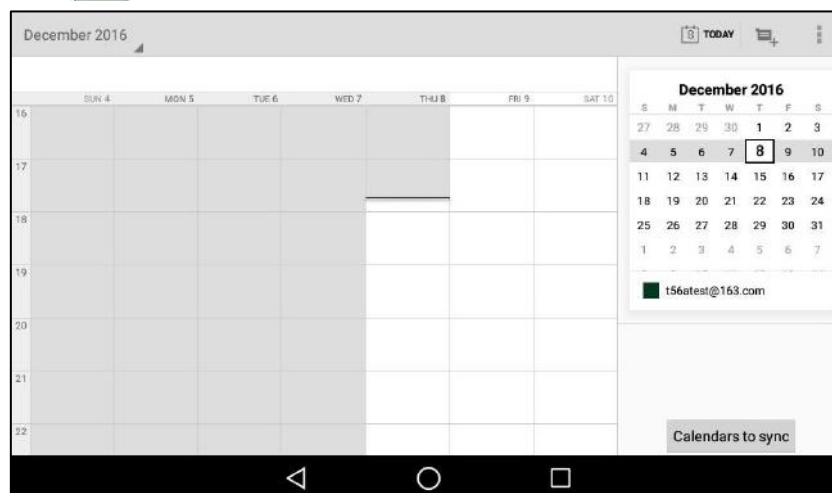 December 2016
8 TODAY
SUN 4 MON 5 TUE 6 WED 7 THU 8 FRI 9 SAT 10
16
17
18
19
20
21
22
December 2016
S M T W T F S
27 28 29 30 1 2 3
4 5 6 7 8 9 10
11 12 13 14 15 16 17
18 19 20 21 22 23 24
25 26 27 28 29 30 31
1 2 3 4 5 6 7
t56atest@163.com
Calendars to sync